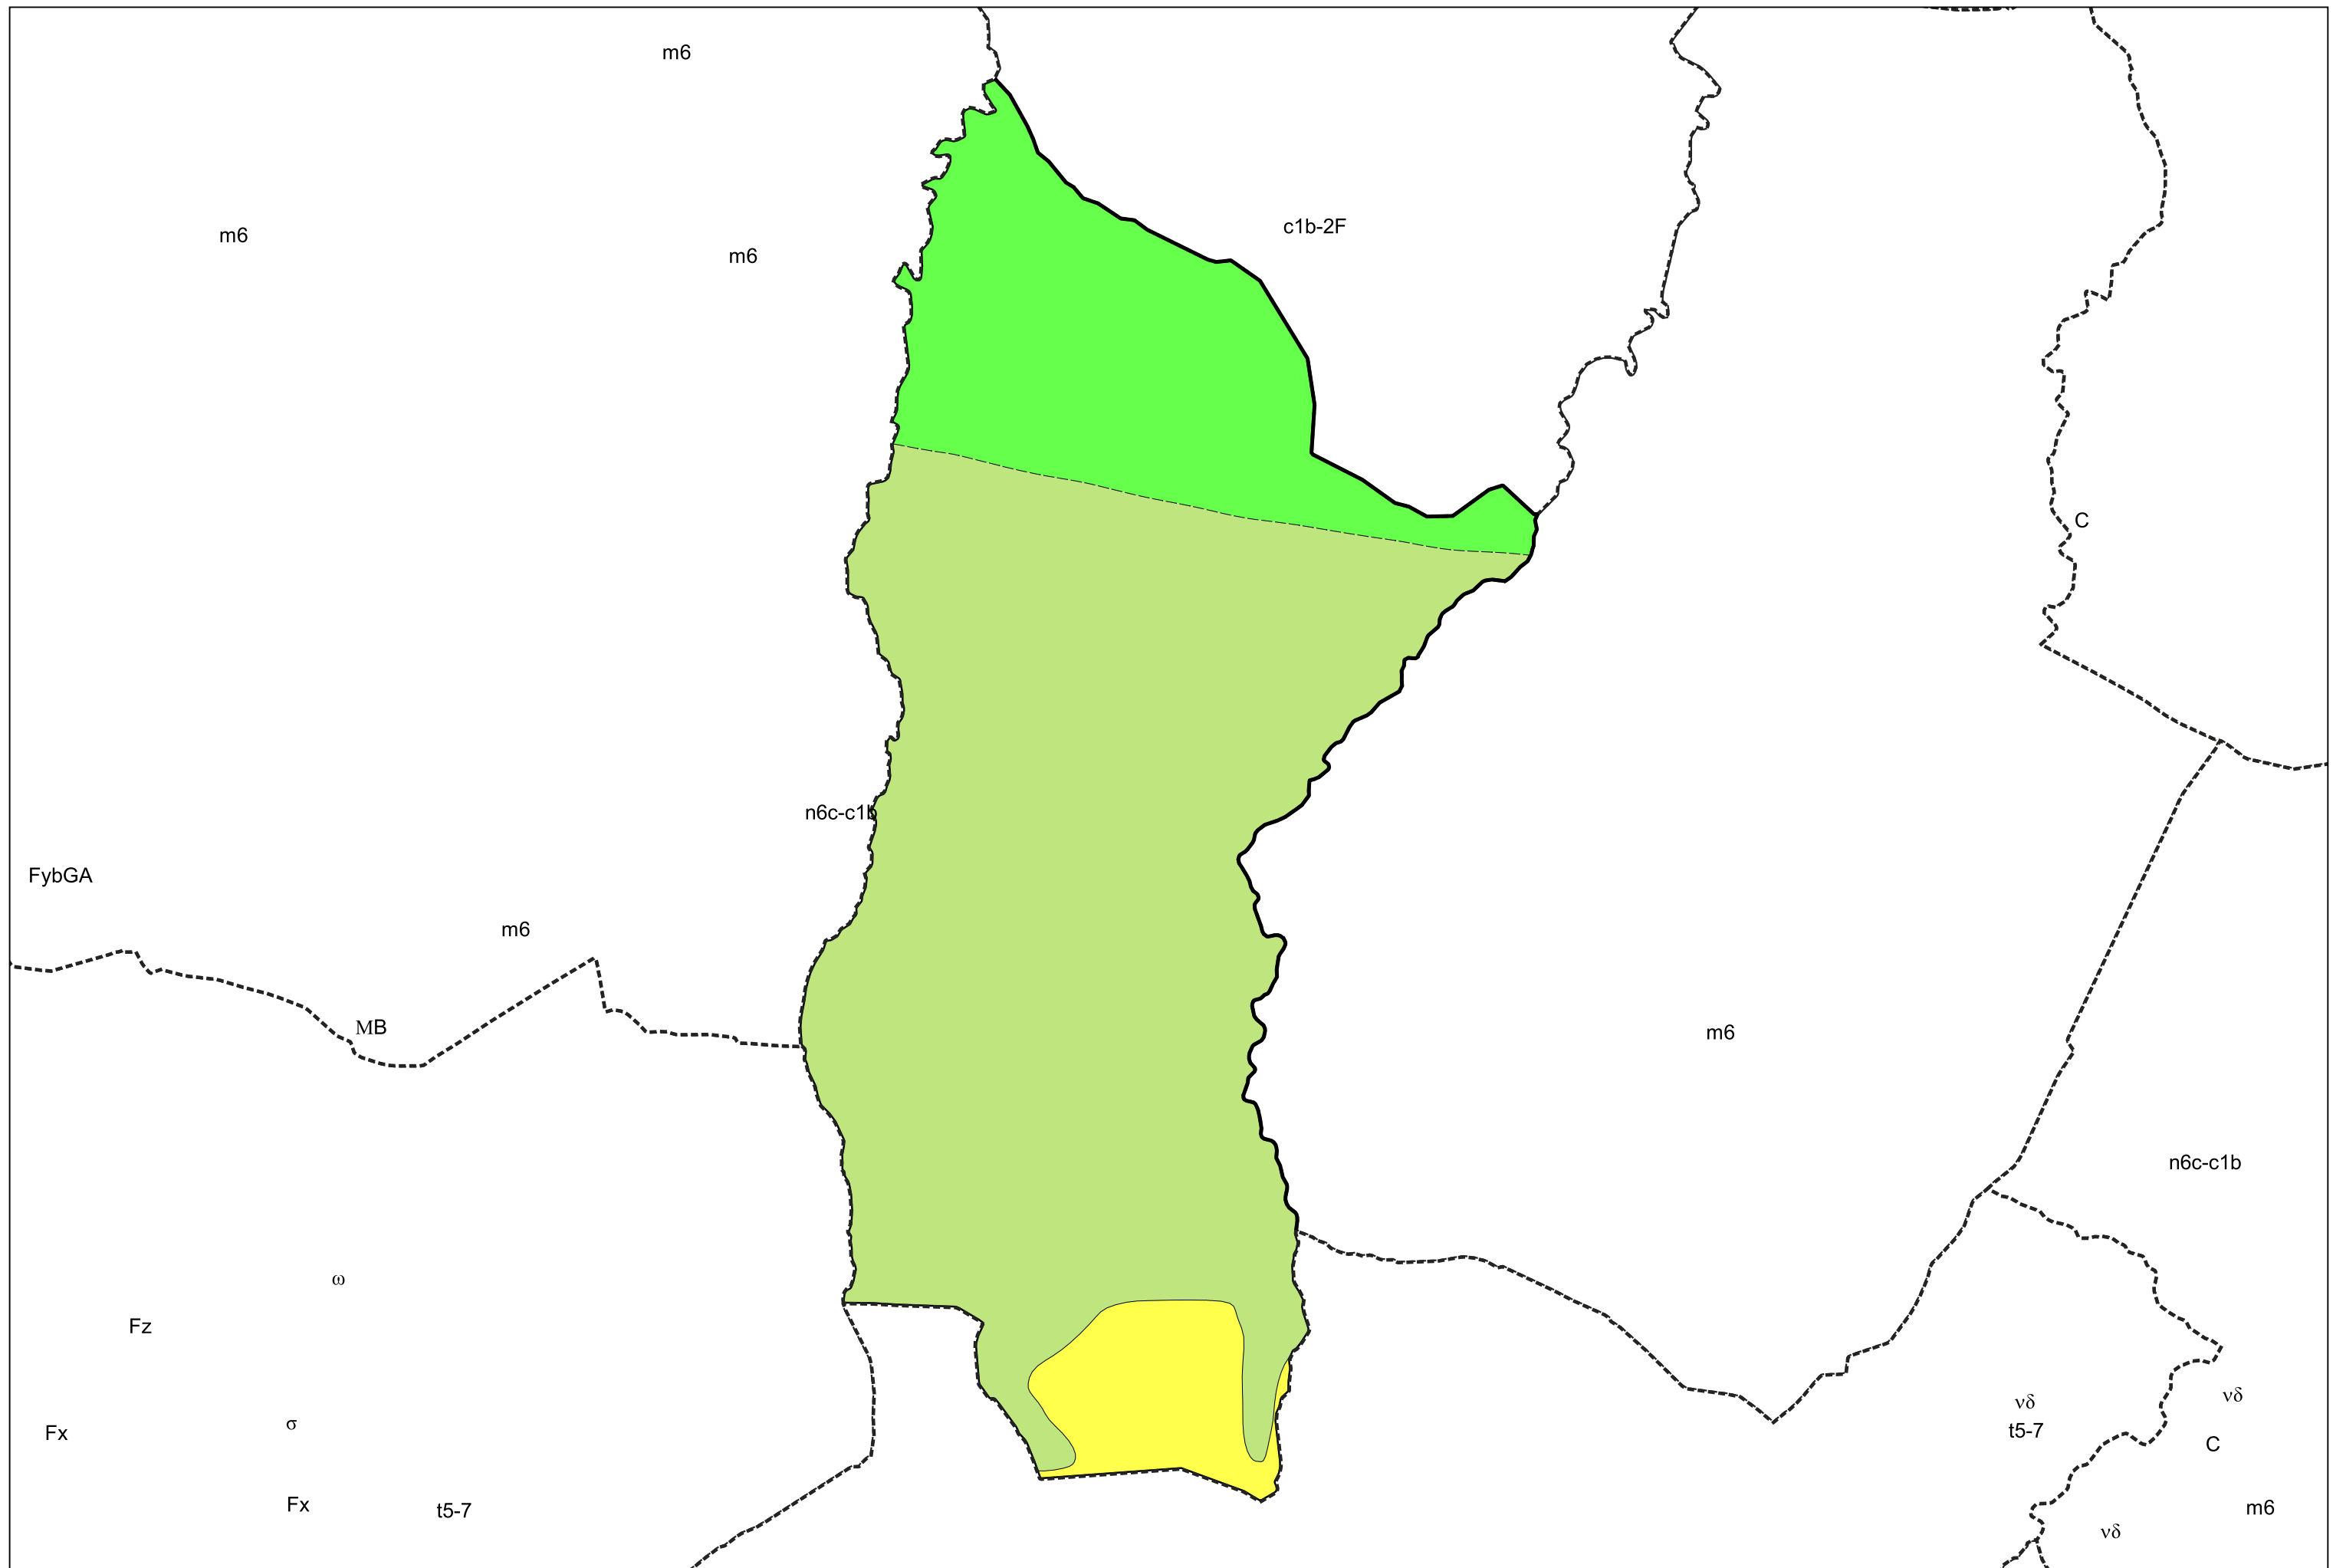 m6
c1b-2F
m6
m6
C
n6c-c1b
FybGA
m6
MB
m6
n6c-c1b
ω
Fz
νδ
νδ
t5-7
Fx
σ
C
Fx
t5-7
m6
νδ